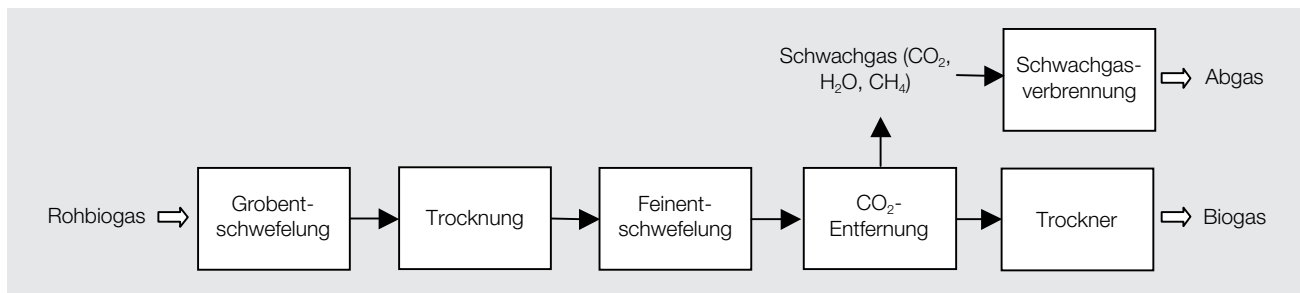 Schwachgas (CO₂,
H₂O, CH₄)
Schwachgas-
verbrennung
Abgas
Rohbiogas
Grobent-
schwefelung
Trocknung
Feinent-
schwefelung
CO₂-
Entfernung
Trockner
Biogas